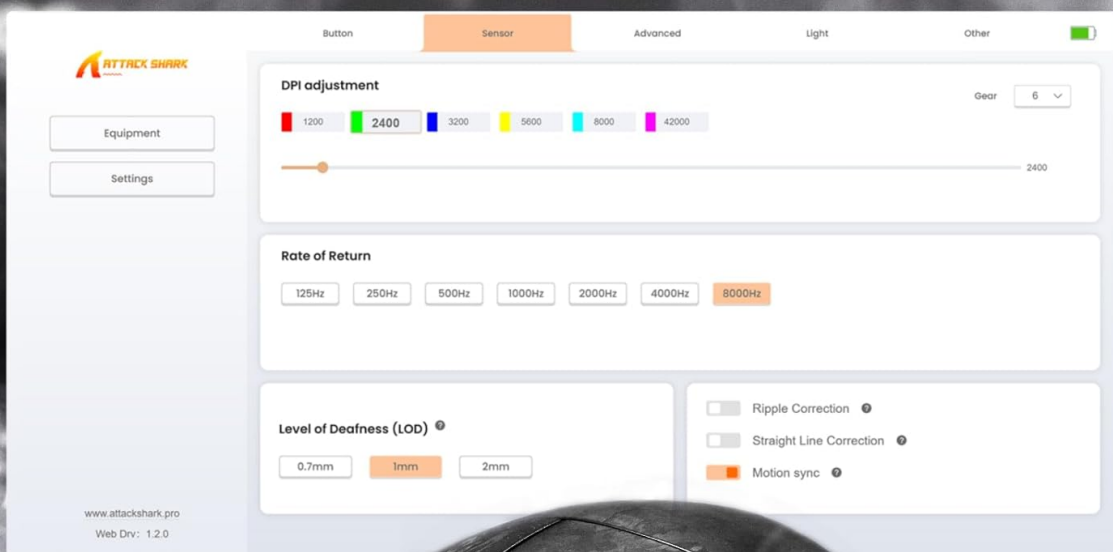 Button Sensor Advanced Light Other
ATTACK SHARK
Equipment
Settings
DPI adjustment
Gear 6
1200 2400 3200 5600 8000 42000
2400
Rate of Return
125Hz 250Hz 500Hz 1000Hz 2000Hz 4000Hz 8000Hz
Level of Deafness (LOD) ?
0.7mm 1mm 2mm
Ripple Correction ?
Straight Line Correction ?
Motion sync ?
www.attackshark.pro
Web Drv: 1.2.0